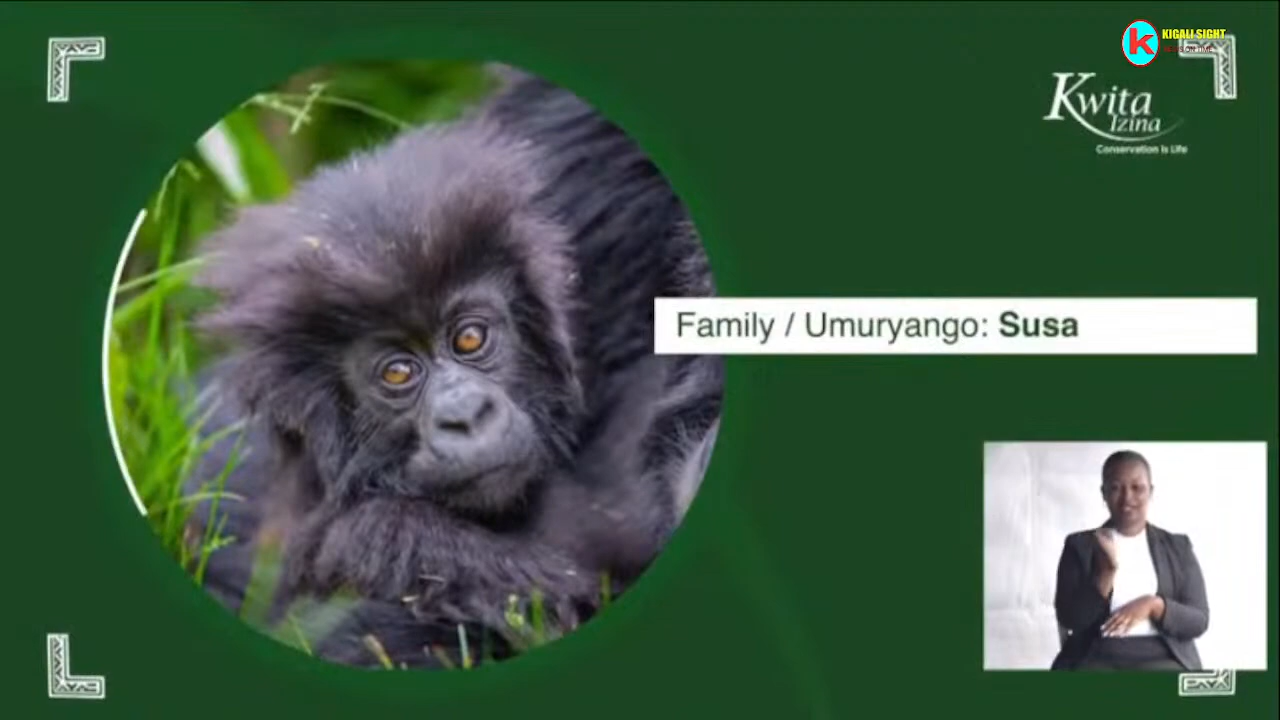 KIGALI SIGHT
Kwita
Izina
Conservation Is Life
Family / Umuryango: Susa